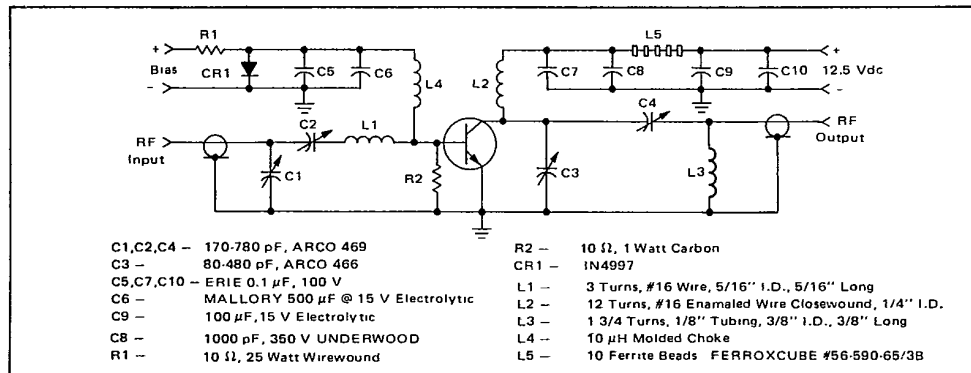 R1
L5
+
+
Bias
CR1
C5
C6
L4
L2
C7
C8
C9
C10
12.5 Vdc
-
-
C4
RF
Input
C2
L1
RF
Output
C1
R2
C3
L3
C1,C2,C4 – 170-780 pF, ARCO 469
C3 – 80-480 pF, ARCO 466
C5,C7,C10 – ERIE 0.1 µF, 100 V
C6 – MALLORY 500 µF @ 15 V Electrolytic
C9 – 100 µF, 15 V Electrolytic
C8 – 1000 pF, 350 V UNDERWOOD
R1 – 10 Ω, 25 Watt Wirewound
R2 – 10 Ω, 1 Watt Carbon
CR1 – IN4997
L1 – 3 Turns, #16 Wire, 5/16" I.D., 5/16" Long
L2 – 12 Turns, #16 Enamaled Wire Closewound, 1/4" I.D.
L3 – 1 3/4 Turns, 1/8" Tubing, 3/8" I.D., 3/8" Long
L4 – 10 µH Molded Choke
L5 – 10 Ferrite Beads FERROXCUBE #56-590-65/3B